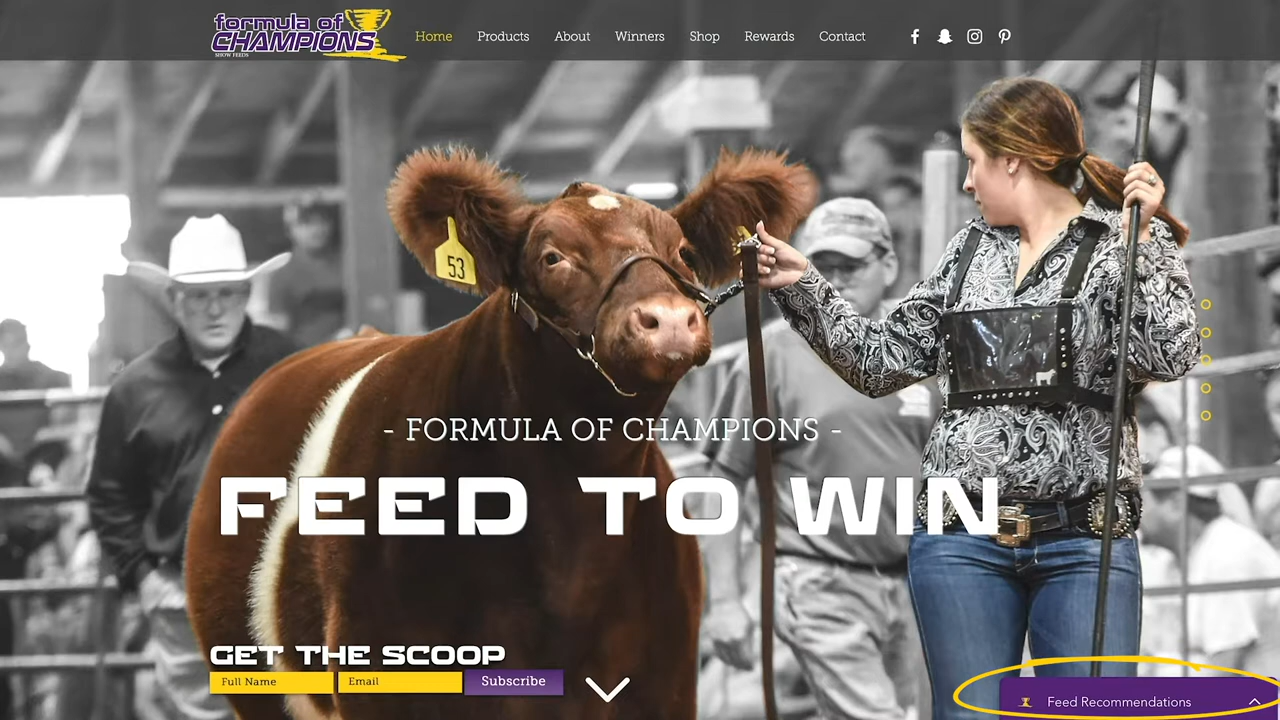 formula of
CHAMPIONS
SHOW FEEDS
Home Products About Winners Shop Rewards Contact
53
- FORMULA OF CHAMPIONS -
FEED TO WIN
GET THE SCOOP
Full Name Email Subscribe
Feed Recommendations